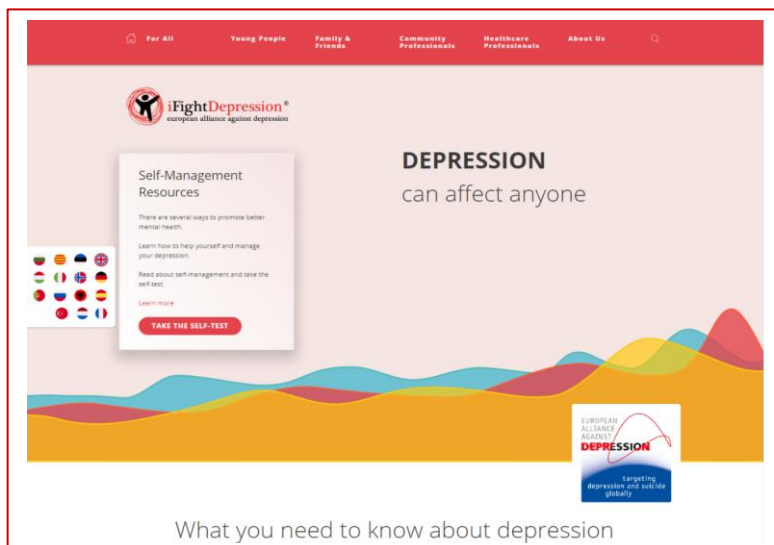 For All
Young People
Family &
Friends
Community
Professionals
Healthcare
Professionals
About Us
iFightDepression®
european alliance against depression
Self-Management
Resources
There are several ways to promote better
mental health.
Learn how to help yourself and manage
your depression.
Read about self-management and take the
self-test.
Learn more
TAKE THE SELF-TEST
DEPRESSION
can affect anyone
EUROPEAN
ALLIANCE
AGAINST
DEPRESSION
targeting
depression and suicide
globally
What you need to know about depression